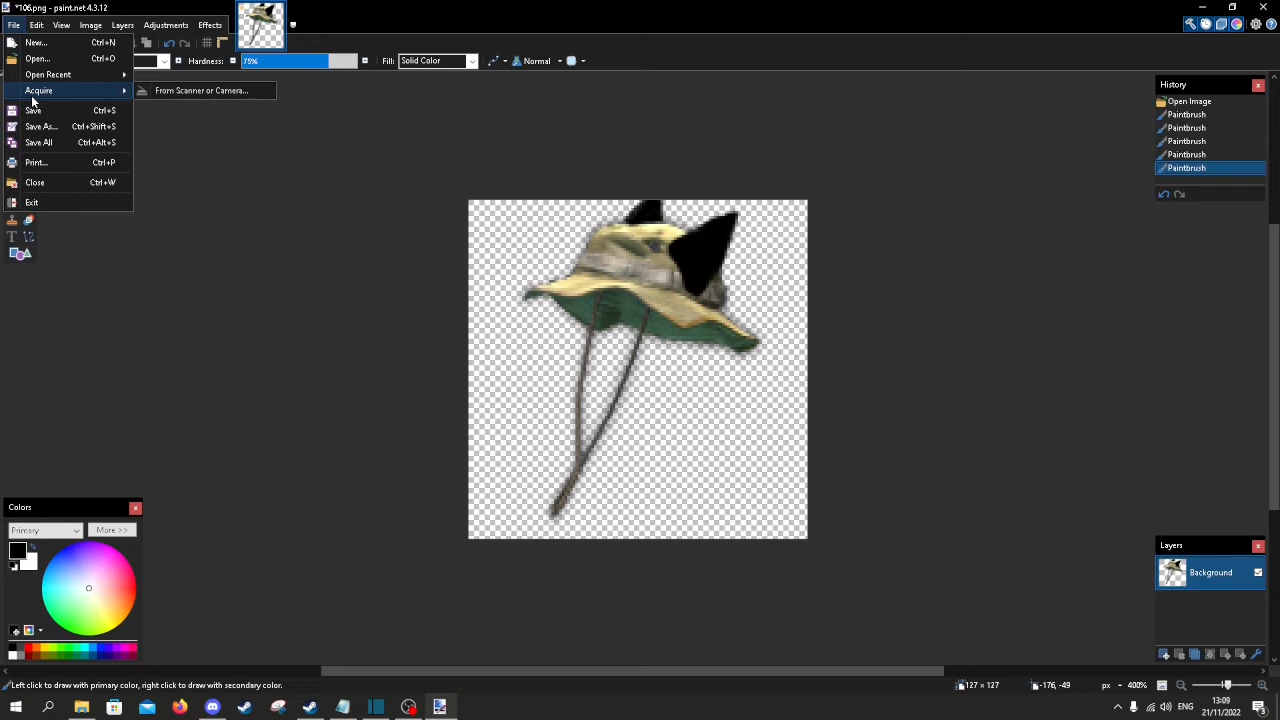 *106.png - paint.net 4.3.12
File Edit View Image Layers Adjustments Effects
New... Ctrl+N
Open... Ctrl+O
Open Recent
Acquire
From Scanner or Camera...
Save Ctrl+S
Save As... Ctrl+Shift+S
Save All Ctrl+Alt+S
Print... Ctrl+P
Close Ctrl+W
Exit
Hardness: 75% Fill: Solid Color Normal
History
Open Image
Paintbrush
Paintbrush
Paintbrush
Paintbrush
Paintbrush
Colors
Primary More >>
Layers
Background
Left click to draw with primary color, right click to draw with secondary color. 127 × 127 -176, -49 px 400%
ENG 13:09
21/11/2022 3